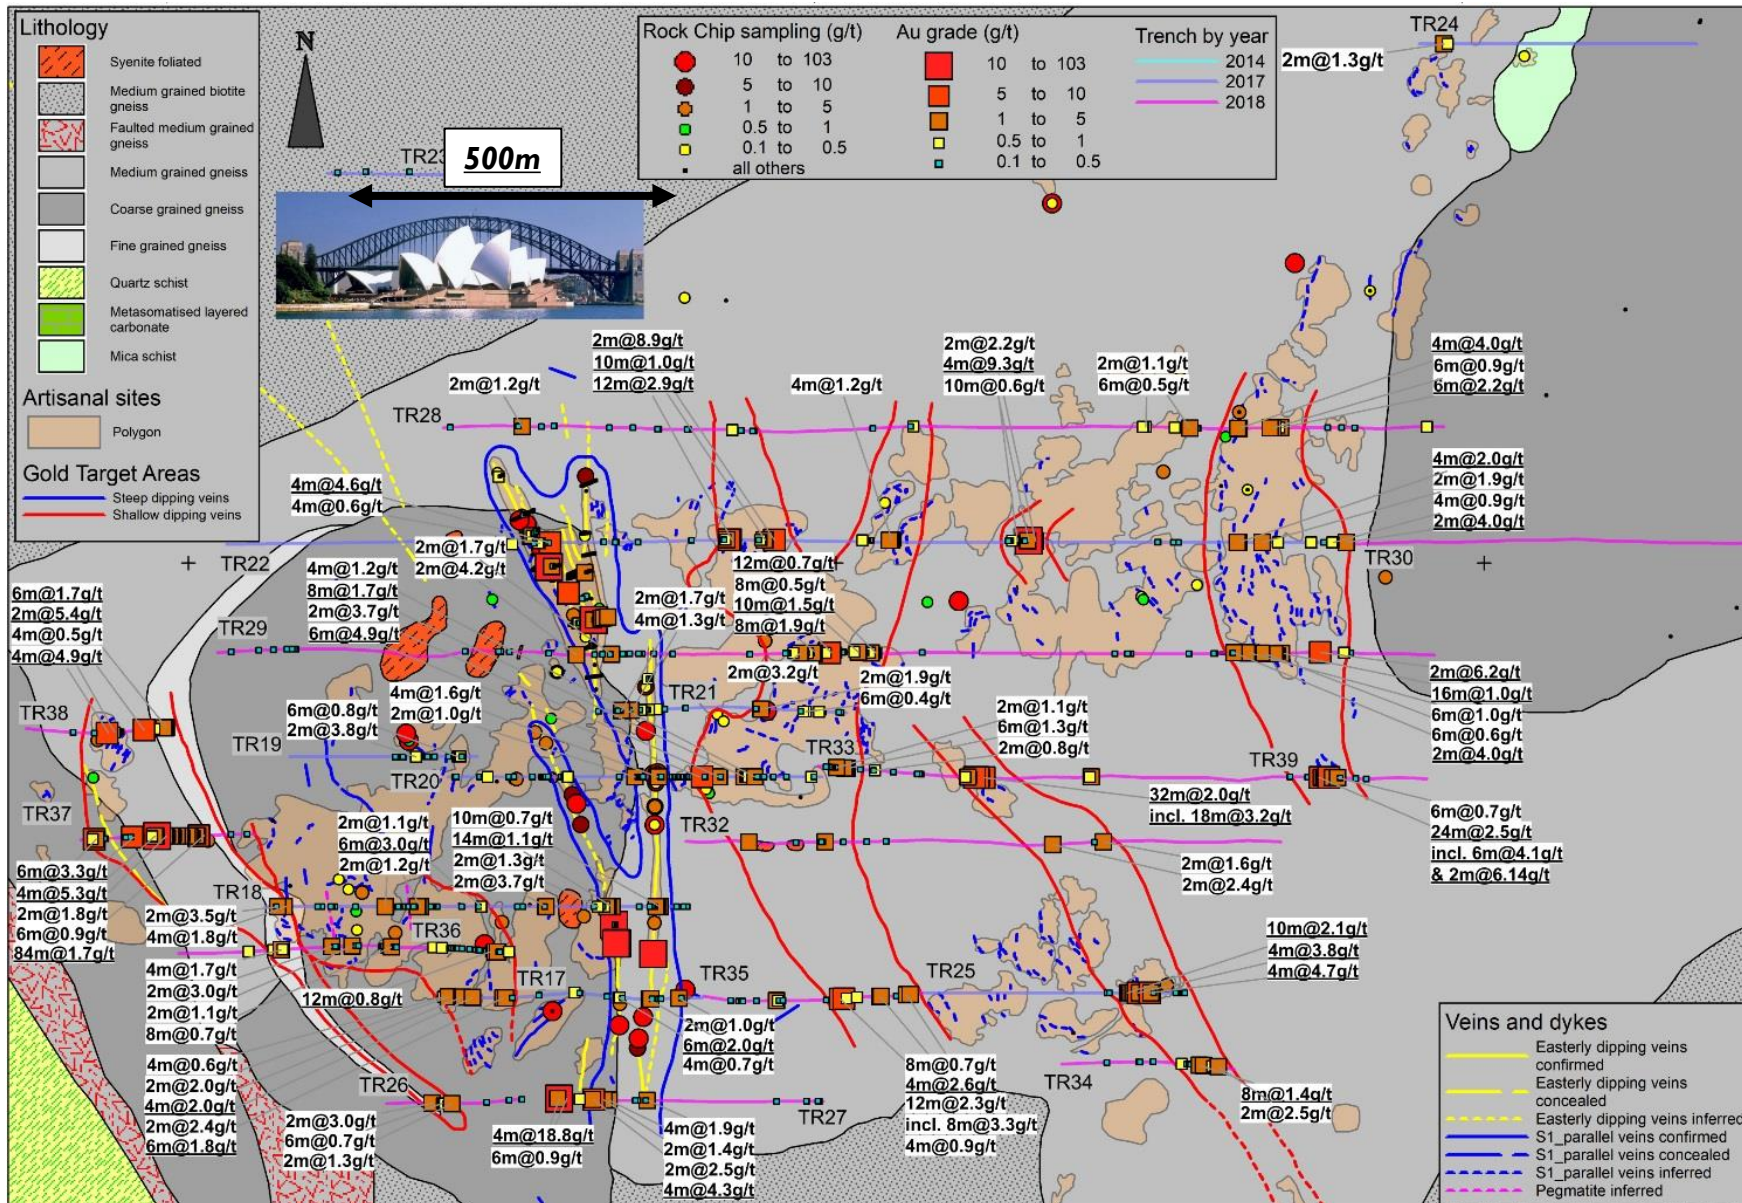 Lithology
Syenite foliated
Medium grained biotite
gneiss
Faulted medium grained
gneiss
Medium grained gneiss
Coarse grained gneiss
Fine grained gneiss
Quartz schist
Metasomatised layered
carbonate
Mica schist
Artisanal sites
Polygon
Gold Target Areas
Steep dipping veins
Shallow dipping veins
N
500m
TR23
Rock Chip sampling (g/t)
10 to 103
5 to 10
1 to 5
0.5 to 1
0.1 to 0.5
all others
Au grade (g/t)
10 to 103
5 to 10
1 to 5
0.5 to 1
0.1 to 0.5
Trench by year
2014
2017
2018
TR24
2m@1.3g/t
2m@8.9g/t
10m@1.0g/t
12m@2.9g/t
2m@1.2g/t
4m@1.2g/t
2m@2.2g/t
4m@9.3g/t
10m@0.6g/t
2m@1.1g/t
6m@0.5g/t
4m@4.0g/t
6m@0.9g/t
6m@2.2g/t
TR28
4m@4.6g/t
4m@0.6g/t
4m@2.0g/t
2m@1.9g/t
4m@0.9g/t
2m@4.0g/t
TR22
2m@1.7g/t
2m@4.2g/t
TR30
4m@1.2g/t
8m@1.7g/t
2m@3.7g/t
6m@4.9g/t
12m@0.7g/t
8m@0.5g/t
10m@1.5g/t
8m@1.9g/t
2m@1.7g/t
4m@1.3g/t
6m@1.7g/t
2m@5.4g/t
4m@0.5g/t
4m@4.9g/t
TR29
2m@3.2g/t
2m@1.9g/t
6m@0.4g/t
2m@6.2g/t
16m@1.0g/t
6m@1.0g/t
6m@0.6g/t
2m@4.0g/t
4m@1.6g/t
2m@1.0g/t
TR21
6m@0.8g/t
2m@3.8g/t
2m@1.1g/t
6m@1.3g/t
2m@0.8g/t
TR38
TR19
TR20
TR33
TR39
32m@2.0g/t
incl. 18m@3.2g/t
TR37
TR32
10m@0.7g/t
14m@1.1g/t
2m@1.3g/t
2m@3.7g/t
2m@1.1g/t
6m@3.0g/t
2m@1.2g/t
6m@0.7g/t
24m@2.5g/t
incl. 6m@4.1g/t
& 2m@6.14g/t
2m@1.6g/t
2m@2.4g/t
6m@3.3g/t
4m@5.3g/t
2m@1.8g/t
6m@0.9g/t
84m@1.7g/t
TR18
2m@3.5g/t
4m@1.8g/t
TR36
10m@2.1g/t
4m@3.8g/t
4m@4.7g/t
4m@1.7g/t
2m@3.0g/t
2m@1.1g/t
8m@0.7g/t
12m@0.8g/t
TR17
TR35
TR25
2m@1.0g/t
6m@2.0g/t
4m@0.7g/t
4m@0.6g/t
2m@2.0g/t
4m@2.0g/t
2m@2.4g/t
6m@1.8g/t
TR26
2m@3.0g/t
6m@0.7g/t
2m@1.3g/t
4m@18.8g/t
6m@0.9g/t
TR27
4m@1.9g/t
2m@1.4g/t
2m@2.5g/t
4m@4.3g/t
8m@0.7g/t
4m@2.6g/t
12m@2.3g/t
incl. 8m@3.3g/t
4m@0.9g/t
TR34
8m@1.4g/t
2m@2.5g/t
Veins and dykes
Easterly dipping veins
confirmed
Easterly dipping veins
concealed
Easterly dipping veins inferred
S1_parallel veins confirmed
S1_parallel veins concealed
S1_parallel veins inferred
Pegmatite inferred